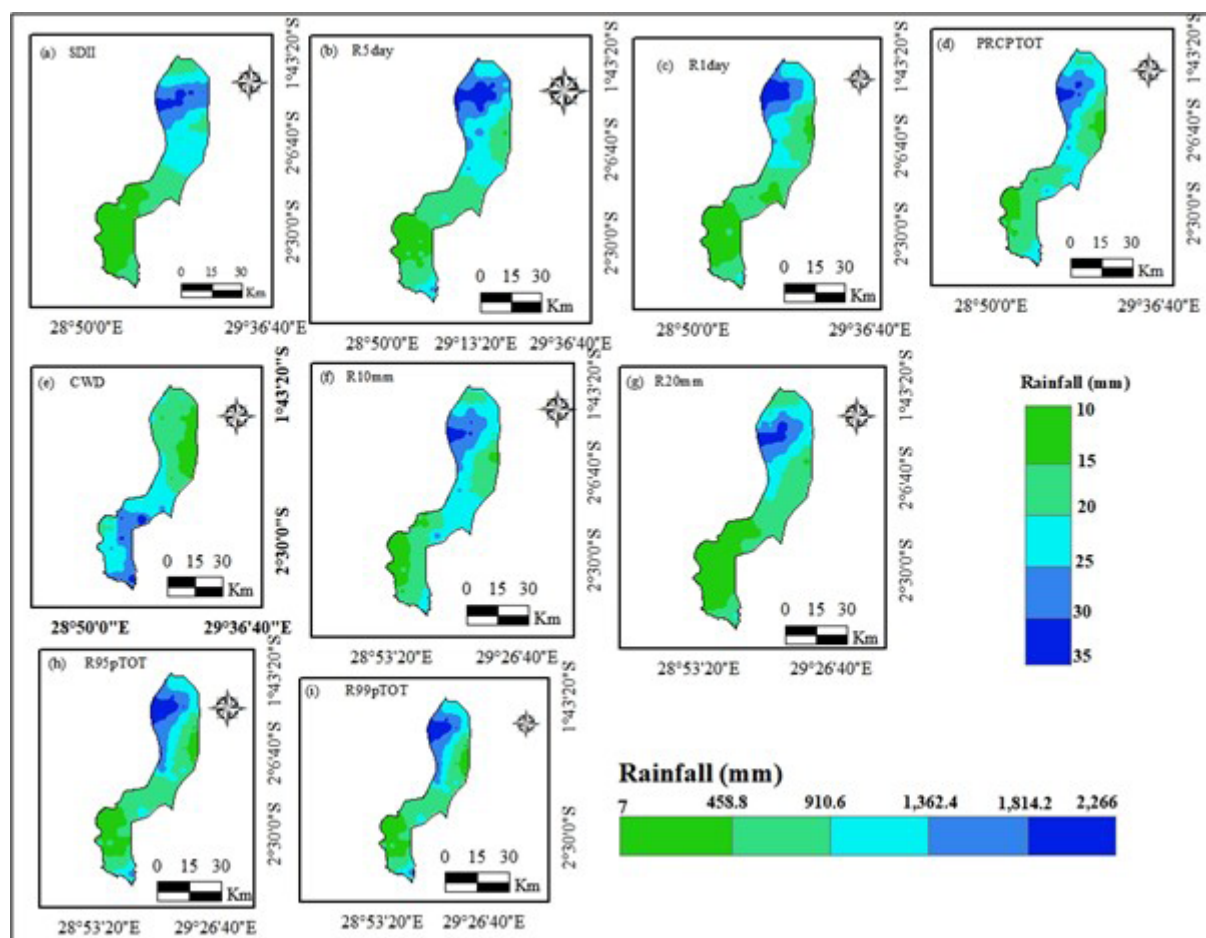 (a) SDII
1°43'20"S
2°6'40"S
2°30'0"S
0 15 30
Km
28°50'0"E 29°36'40"E
(b) R5day
1°43'20"S
2°6'40"S
2°30'0"S
0 15 30
Km
28°50'0"E 29°13'20"E 29°36'40"E
(c) R1day
1°43'20"S
2°6'40"S
2°30'0"S
0 15 30
Km
28°50'0"E 29°36'40"E
(d) PRCPTOT
1°43'20"S
2°6'40"S
2°30'0"S
0 15 30
Km
28°50'0"E 29°36'40"E
(e) CWD
1°43'20"S
2°30'0"S
0 15 30
Km
28°50'0"E 29°36'40"E
(f) R10mm
1°43'20"S
2°6'40"S
2°30'0"S
0 15 30
Km
28°53'20"E 29°26'40"E
(g) R20mm
1°43'20"S
2°6'40"S
2°30'0"S
0 15 30
Km
28°53'20"E 29°26'40"E
Rainfall (mm)
10
15
20
25
30
35
(h) R95pTOT
1°43'20"S
2°6'40"S
2°30'0"S
0 15 30
Km
28°53'20"E 29°26'40"E
(i) R99pTOT
1°43'20"S
2°30'0"S
0 15 30
Km
28°53'20"E 29°26'40"E
Rainfall (mm)
7 458.8 910.6 1,362.4 1,814.2 2,266